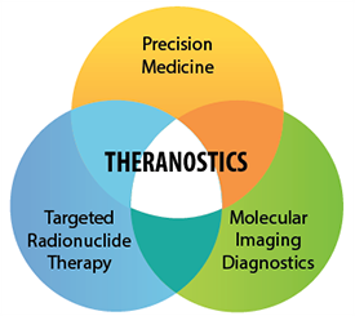 Precision
Medicine
THERANOSTICS
Targeted
Radionuclide
Therapy
Molecular
Imaging
Diagnostics